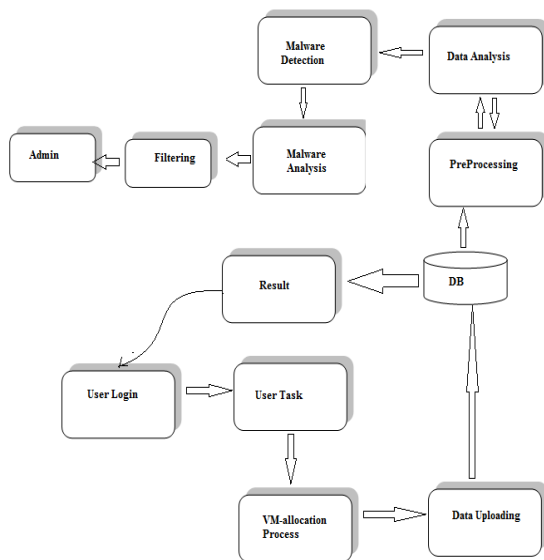 Malware
Detection
Data Analysis
Admin
Filtering
Malware
Analysis
PreProcessing
Result
DB
User Login
User Task
VM-allocation
Process
Data Uploading